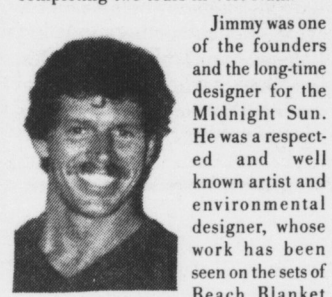 Jimmy was one
of the founders
and the long-time
designer for the
Midnight Sun.
He was a respect-
ed and well
known artist and
environmental
designer, whose
work has been
seen on the sets of
Beach Blanket